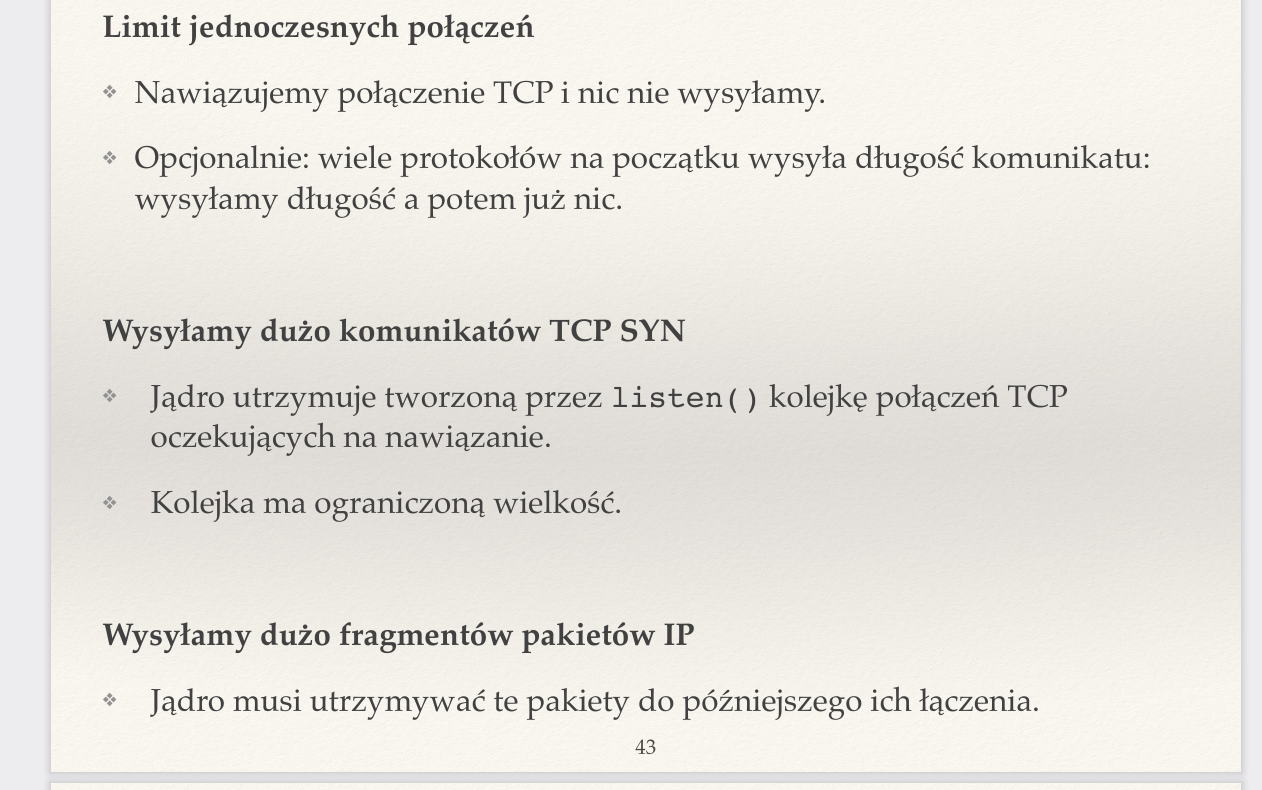 Limit jednoczesnych połączeń
❖ Nawiązujemy połączenie TCP i nic nie wysyłamy.
❖ Opcjonalnie: wiele protokołów na początku wysyła długość komunikatu:
wysyłamy długość a potem już nic.
Wysyłamy dużo komunikatów TCP SYN
❖ Jądro utrzymuje tworzoną przez listen() kolejkę połączeń TCP
oczekujących na nawiązanie.
❖ Kolejka ma ograniczoną wielkość.
Wysyłamy dużo fragmentów pakietów IP
❖ Jądro musi utrzymywać te pakiety do późniejszego ich łączenia.
43